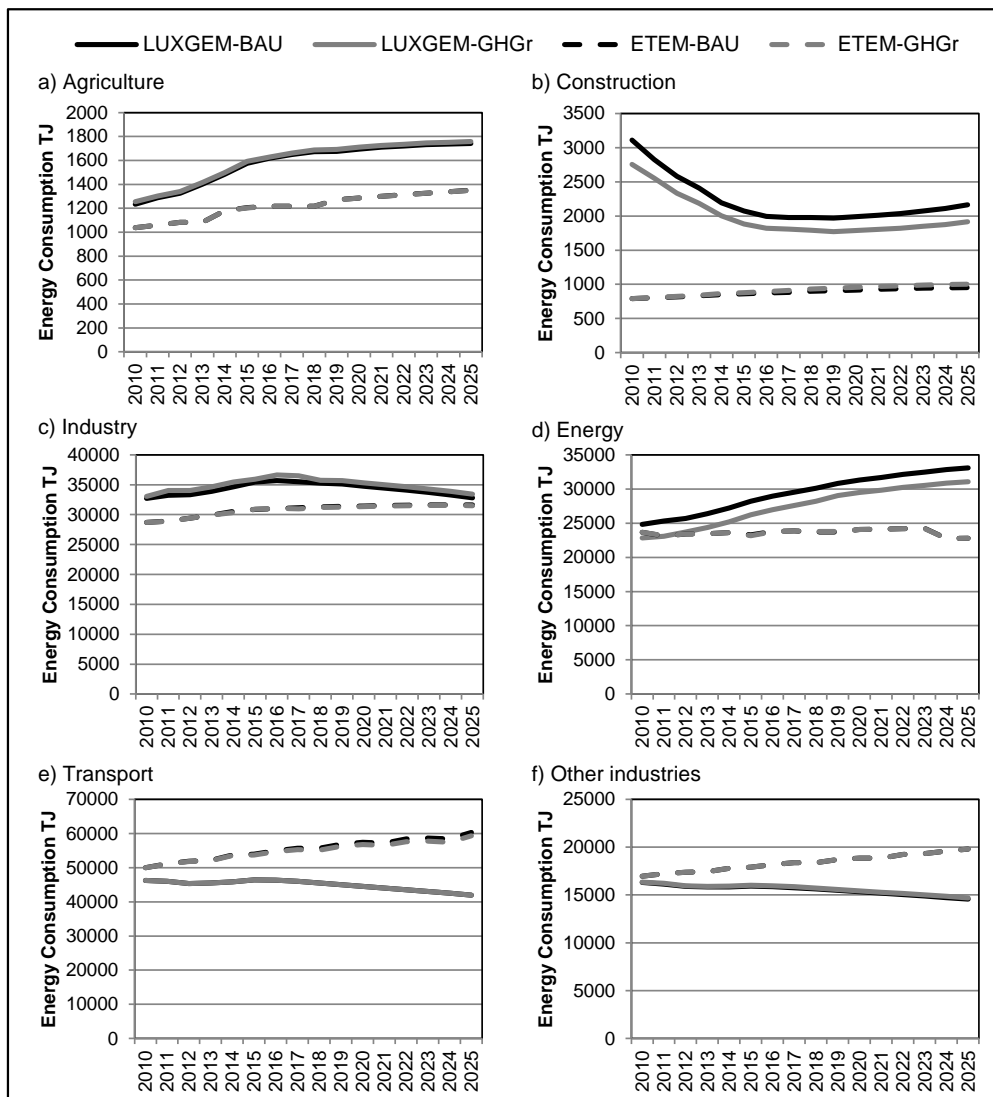 LUXGEM-BAU LUXGEM-GHGr ETEM-BAU ETEM-GHGr
a) Agriculture
Energy Consumption TJ
2000
1800
1600
1400
1200
1000
800
600
400
200
0
2010 2011 2012 2013 2014 2015 2016 2017 2018 2019 2020 2021 2022 2023 2024 2025
b) Construction
Energy Consumption TJ
3500
3000
2500
2000
1500
1000
500
0
2010 2011 2012 2013 2014 2015 2016 2017 2018 2019 2020 2021 2022 2023 2024 2025
c) Industry
Energy Consumption TJ
40000
35000
30000
25000
20000
15000
10000
5000
0
2010 2011 2012 2013 2014 2015 2016 2017 2018 2019 2020 2021 2022 2023 2024 2025
d) Energy
Energy Consumption TJ
35000
30000
25000
20000
15000
10000
5000
0
2010 2011 2012 2013 2014 2015 2016 2017 2018 2019 2020 2021 2022 2023 2024 2025
e) Transport
Energy Consumption TJ
70000
60000
50000
40000
30000
20000
10000
0
2010 2011 2012 2013 2014 2015 2016 2017 2018 2019 2020 2021 2022 2023 2024 2025
f) Other industries
Energy Consumption TJ
25000
20000
15000
10000
5000
0
2010 2011 2012 2013 2014 2015 2016 2017 2018 2019 2020 2021 2022 2023 2024 2025